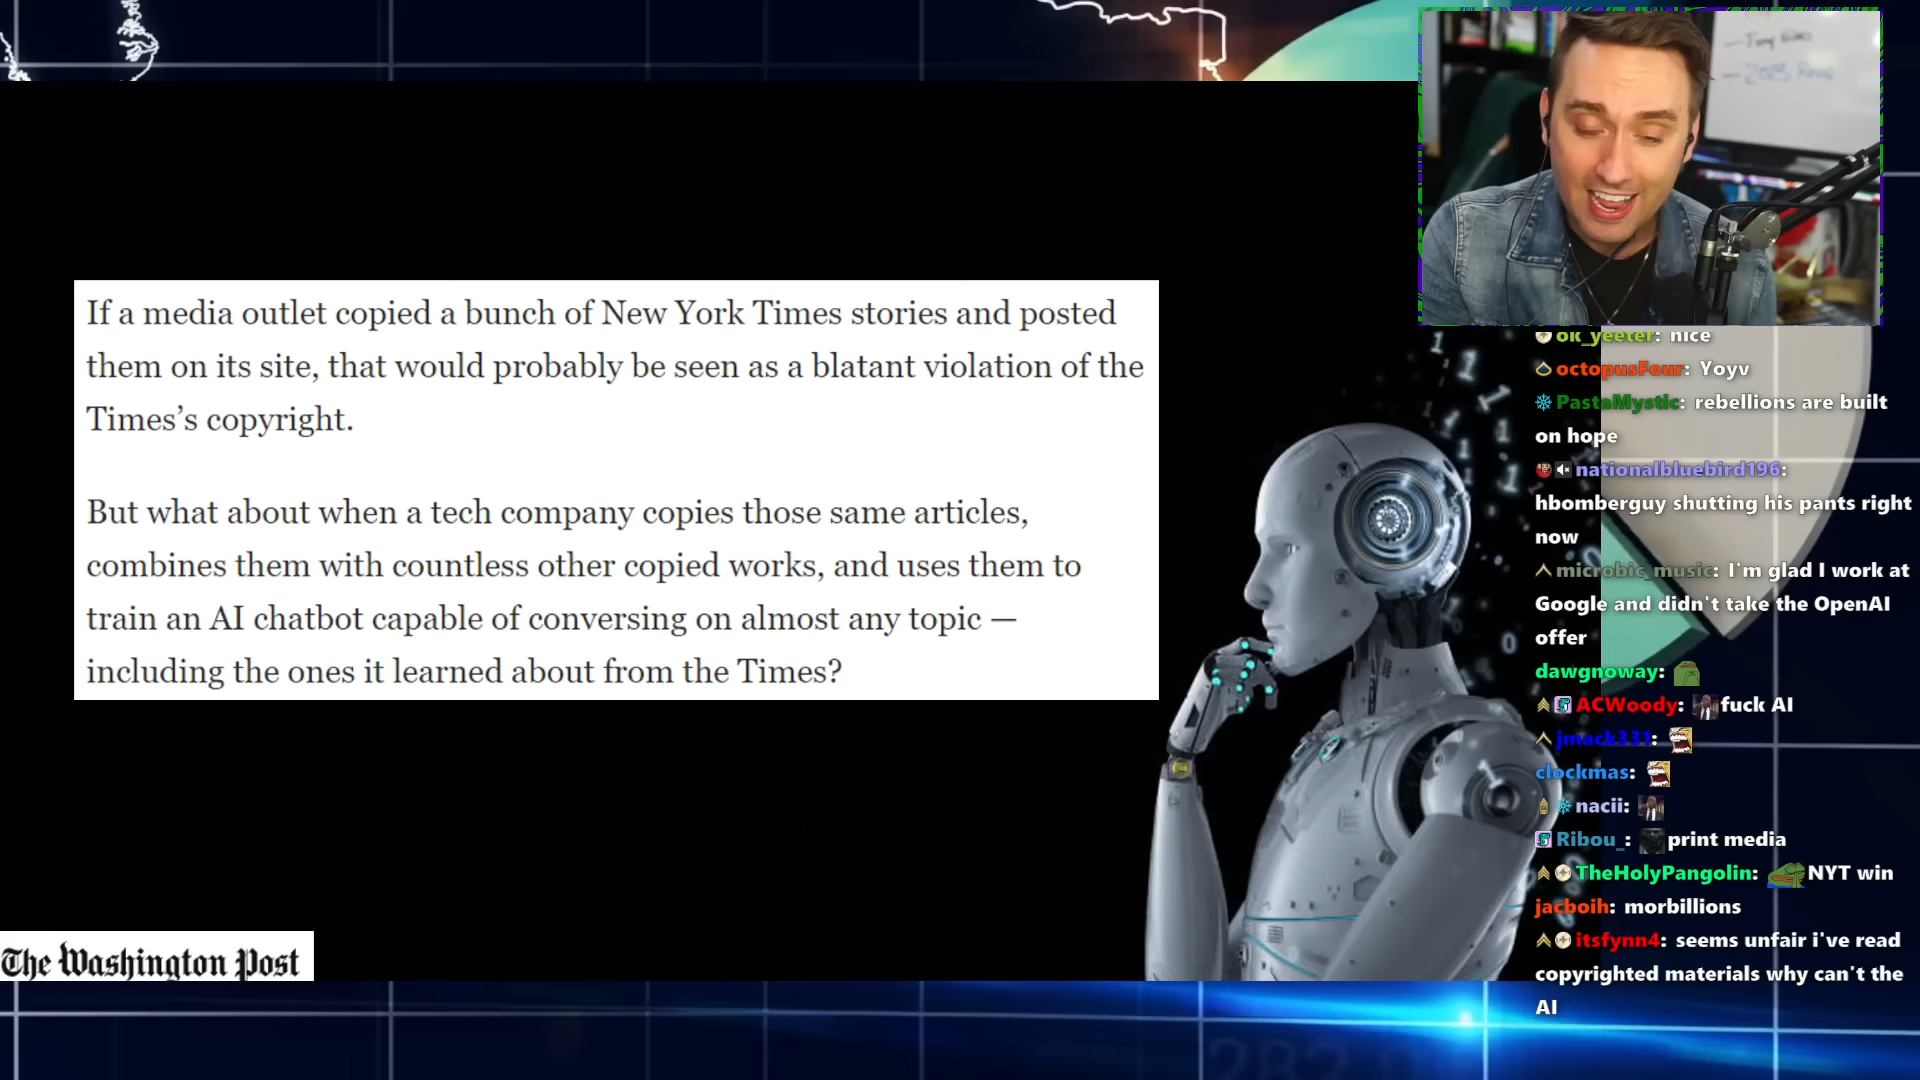 If a media outlet copied a bunch of New York Times stories and posted
them on its site, that would probably be seen as a blatant violation of the
Times’s copyright.
But what about when a tech company copies those same articles,
combines them with countless other copied works, and uses them to
train an AI chatbot capable of conversing on almost any topic —
including the ones it learned about from the Times?
The Washington Post
ok_yeeter: nice
octopusFour: Yoyv
PastaMystic: rebellions are built
on hope
nationalbluebird196:
hbomberguy shutting his pants right
now
microbic_music: I'm glad I work at
Google and didn't take the OpenAI
offer
dawgnoway:
ACWoody: fuck AI
jmack331:
clockmas:
nacii:
Ribou_: print media
TheHolyPangolin: NYT win
jacboih: morbillions
itsfynn4: seems unfair i've read
copyrighted materials why can't the
AI